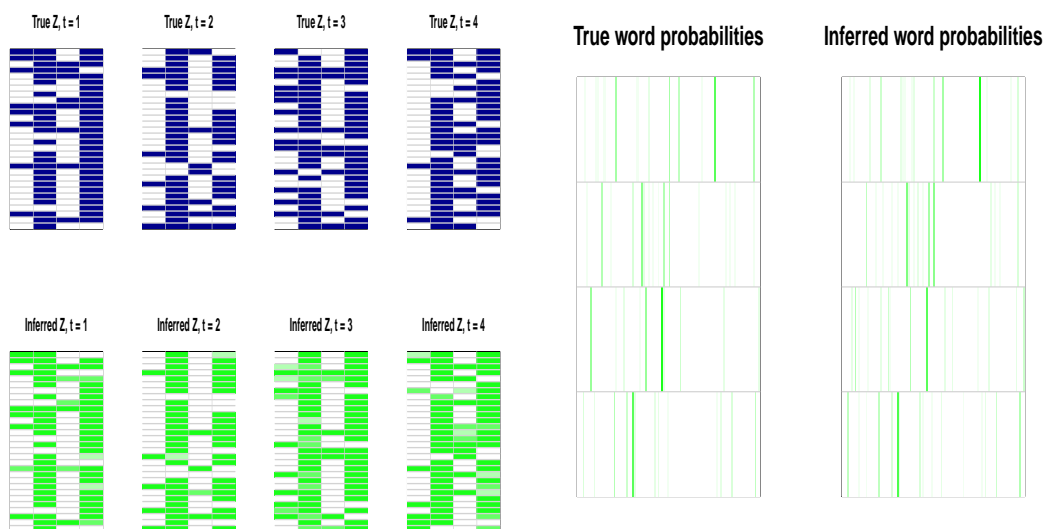 True Z, t = 1
True Z, t = 2
True Z, t = 3
True Z, t = 4
True word probabilities
Inferred word probabilities
Inferred Z, t = 1
Inferred Z, t = 2
Inferred Z, t = 3
Inferred Z, t = 4